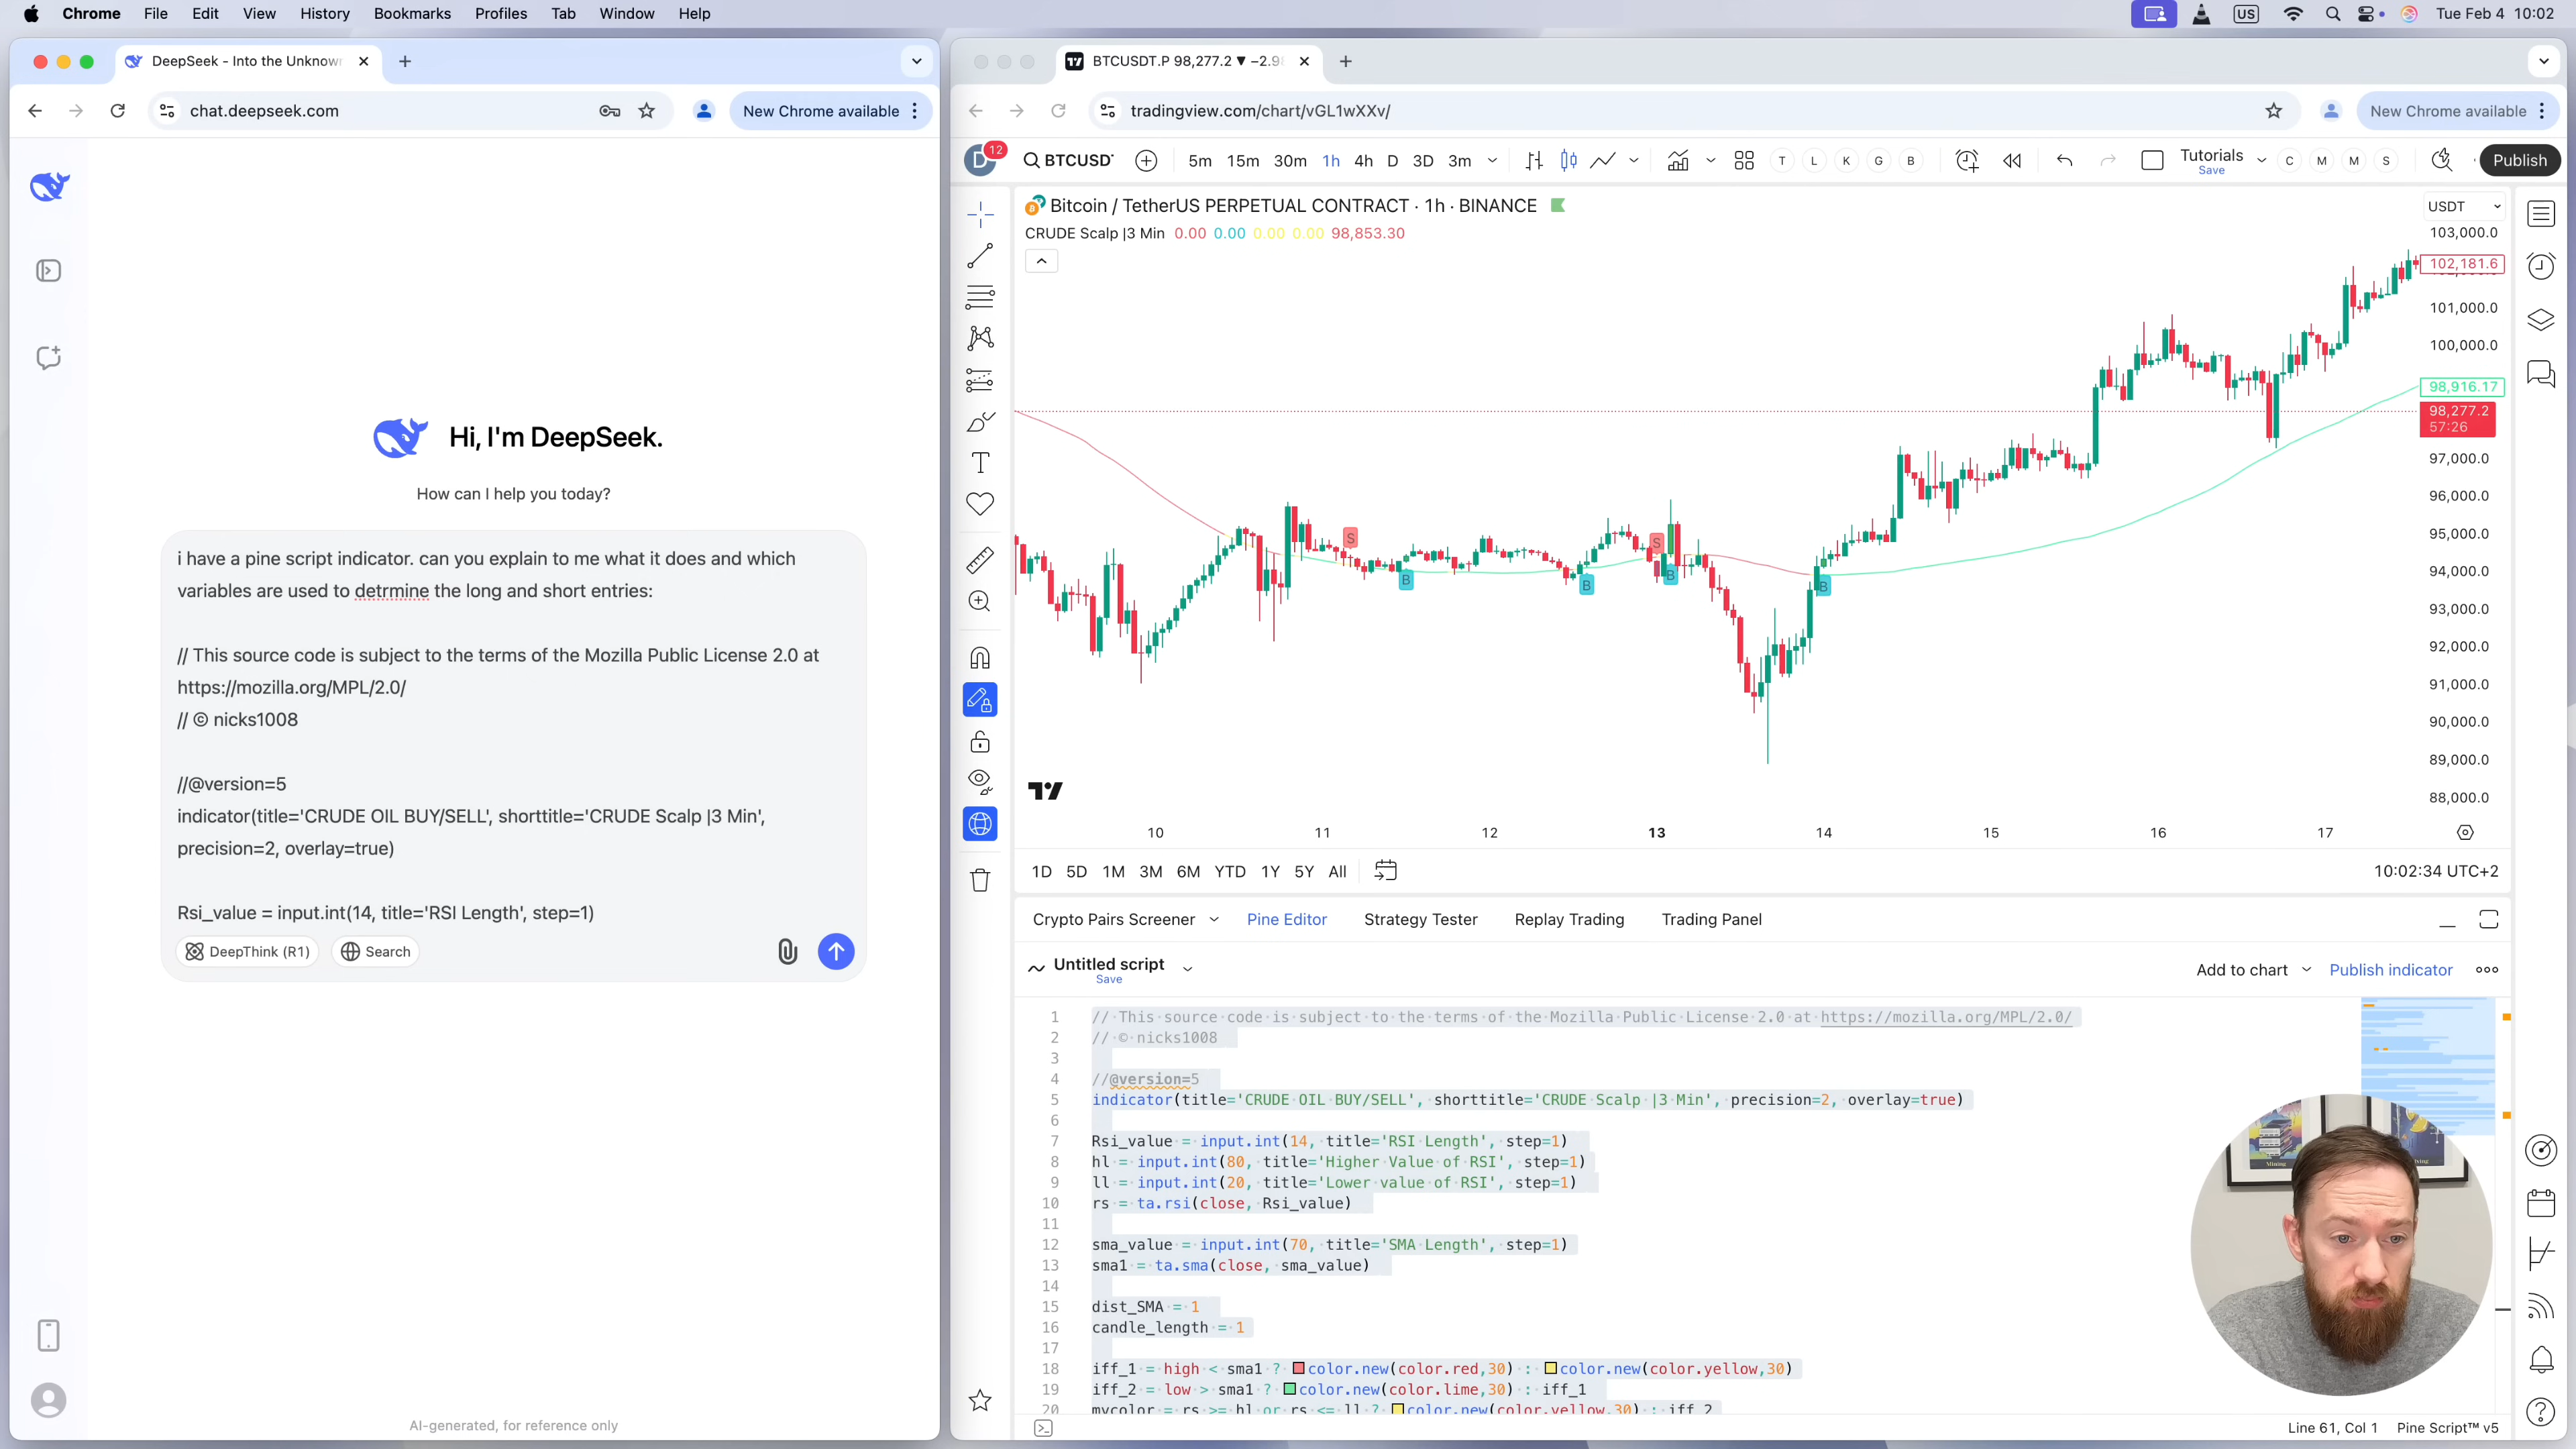 Chrome File Edit View History Bookmarks Profiles Tab Window Help US Tue Feb 4 10:02
DeepSeek - Into the Unknown
chat.deepseek.com New Chrome available
Hi, I'm DeepSeek.
How can I help you today?
i have a pine script indicator. can you explain to me what it does and which
variables are used to detrmine the long and short entries:
// This source code is subject to the terms of the Mozilla Public License 2.0 at
https://mozilla.org/MPL/2.0/
// © nicks1008
//@version=5
indicator(title='CRUDE OIL BUY/SELL', shorttitle='CRUDE Scalp |3 Min',
precision=2, overlay=true)
Rsi_value = input.int(14, title='RSI Length', step=1)
DeepThink (R1) Search
AI-generated, for reference only
BTCUSDT.P 98,277.2 ▼ −2.98
tradingview.com/chart/vGL1wXXv/ New Chrome available
D 12 BTCUSDT 5m 15m 30m 1h 4h D 3D 3m T L K G B Tutorials C M M S Publish
Save
Bitcoin / TetherUS PERPETUAL CONTRACT · 1h · BINANCE USDT
CRUDE Scalp |3 Min 0.00 0.00 0.00 0.00 98,853.30
103,000.0
102,181.6
101,000.0
100,000.0
98,916.17
98,277.2
57:26
97,000.0
96,000.0
95,000.0
94,000.0
93,000.0
92,000.0
91,000.0
90,000.0
89,000.0
88,000.0
S
B
B
S
B
B
10 11 12 13 14 15 16 17
1D 5D 1M 3M 6M YTD 1Y 5Y All 10:02:34 UTC+2
Crypto Pairs Screener Pine Editor Strategy Tester Replay Trading Trading Panel
Untitled script Add to chart Publish indicator
Save
1 // This source code is subject to the terms of the Mozilla Public License 2.0 at https://mozilla.org/MPL/2.0/
2 // © nicks1008
3
4 //@version=5
5 indicator(title='CRUDE OIL BUY/SELL', shorttitle='CRUDE Scalp |3 Min', precision=2, overlay=true)
6
7 Rsi_value = input.int(14, title='RSI Length', step=1)
8 hl = input.int(80, title='Higher Value of RSI', step=1)
9 ll = input.int(20, title='Lower value of RSI', step=1)
10 rs = ta.rsi(close, Rsi_value)
11
12 sma_value = input.int(70, title='SMA Length', step=1)
13 sma1 = ta.sma(close, sma_value)
14
15 dist_SMA = 1
16 candle_length = 1
17
18 iff_1 = high < sma1 ? color.new(color.red,30) : color.new(color.yellow,30)
19 iff_2 = low > sma1 ? color.new(color.lime,30) : iff_1
20 mycolor = rs >= hl or rs <= ll ? color.new(color.yellow,30) : iff_2
Line 61, Col 1 Pine Script™ v5